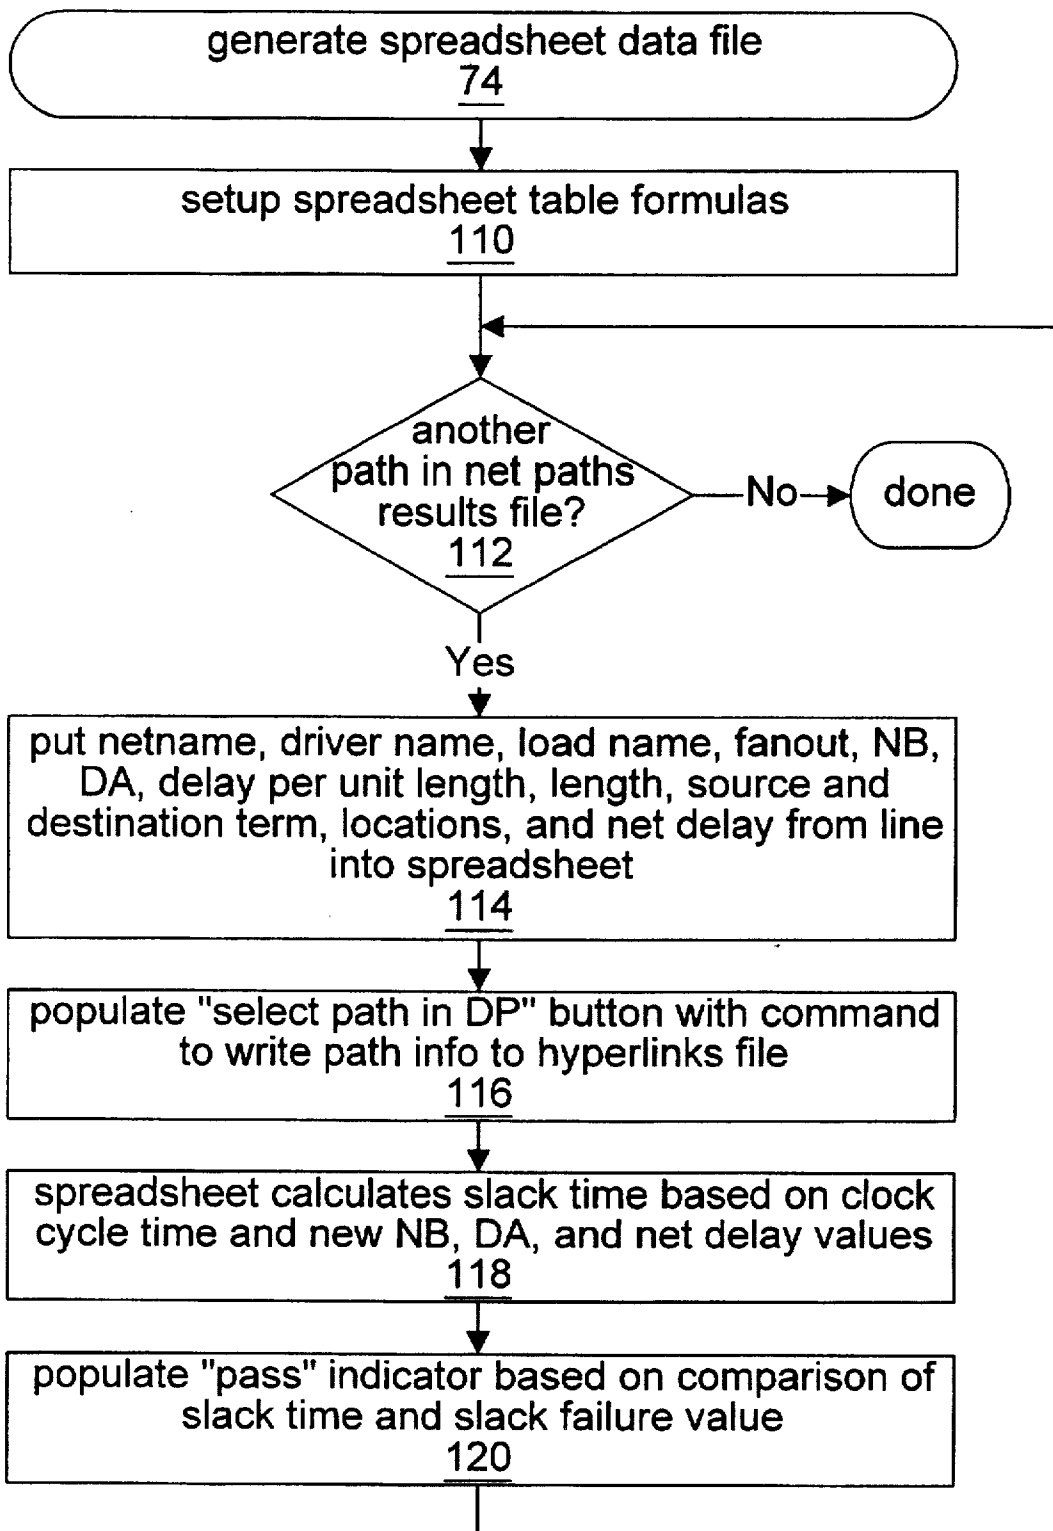 generate spreadsheet data file
74
setup spreadsheet table formulas
110
another
path in net paths
results file?
112
No
done
Yes
put netname, driver name, load name, fanout, NB,
DA, delay per unit length, length, source and
destination term, locations, and net delay from line
into spreadsheet
114
populate "select path in DP" button with command
to write path info to hyperlinks file
116
spreadsheet calculates slack time based on clock
cycle time and new NB, DA, and net delay values
118
populate "pass" indicator based on comparison of
slack time and slack failure value
120